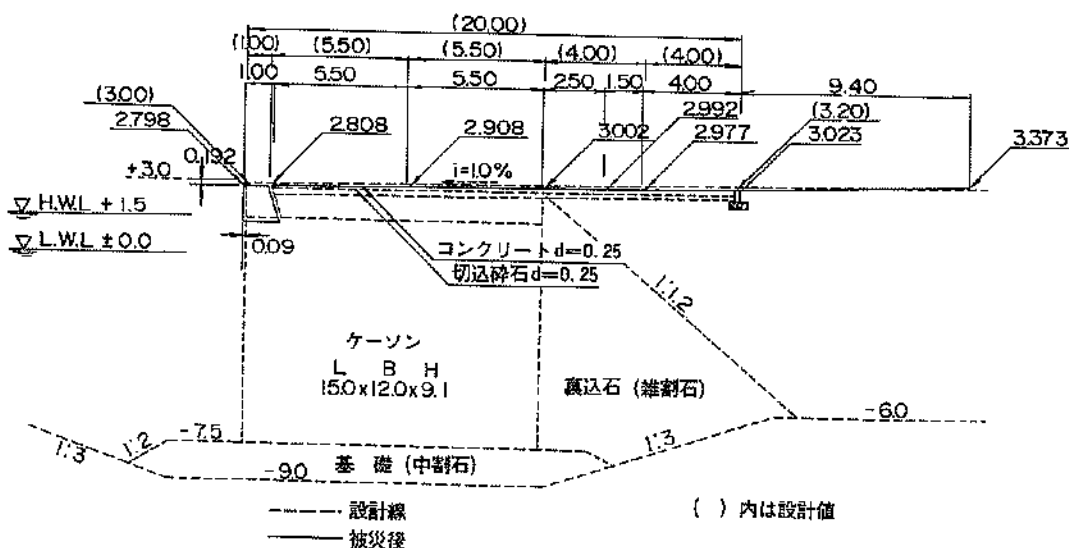 (20.00)
(1.00) (5.50) (5.50) (4.00) (4.00)
1.00 5.50 5.50 2.50 1.50 4.00 9.40
(3.00) 2.992 (3.20)
2.798 2.808 2.908 3.002 2.977 3.023 3.373
0.192
+3.0 i=1.0%
H.W.L +1.5
L.W.L ±0.0
0.09
コンクリートd=0.25
切込砕石d=0.25
1:1.2
ケーソン
L B H
15.0x12.0x9.1
裏込石(雑割石)
-6.0
-7.5
1:3 1:2 1:3
-9.0 基礎(中割石)
設計線 ( )内は設計値
被災後